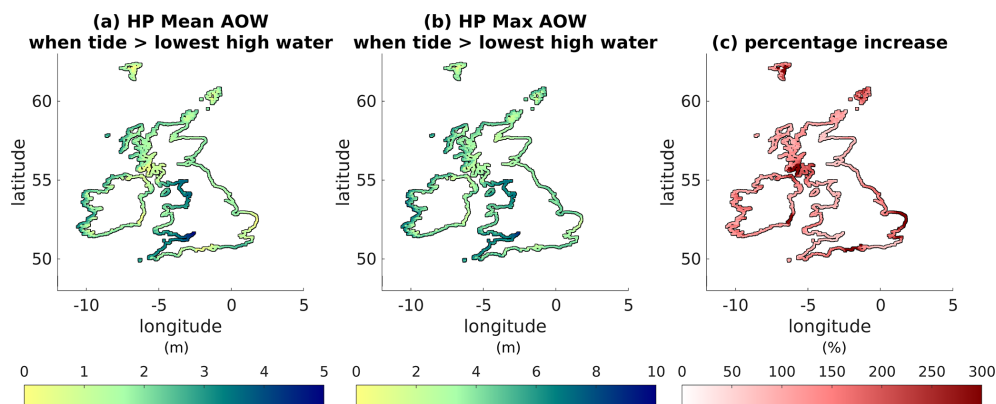 (a) HP Mean AOW
when tide > lowest high water
(b) HP Max AOW
when tide > lowest high water
(c) percentage increase
latitude
60
55
50
-10 -5 0 5
longitude
(m)
0 1 2 3 4 5
latitude
60
55
50
-10 -5 0 5
longitude
(m)
0 2 4 6 8 10
latitude
60
55
50
-10 -5 0 5
longitude
(%)
0 50 100 150 200 250 300